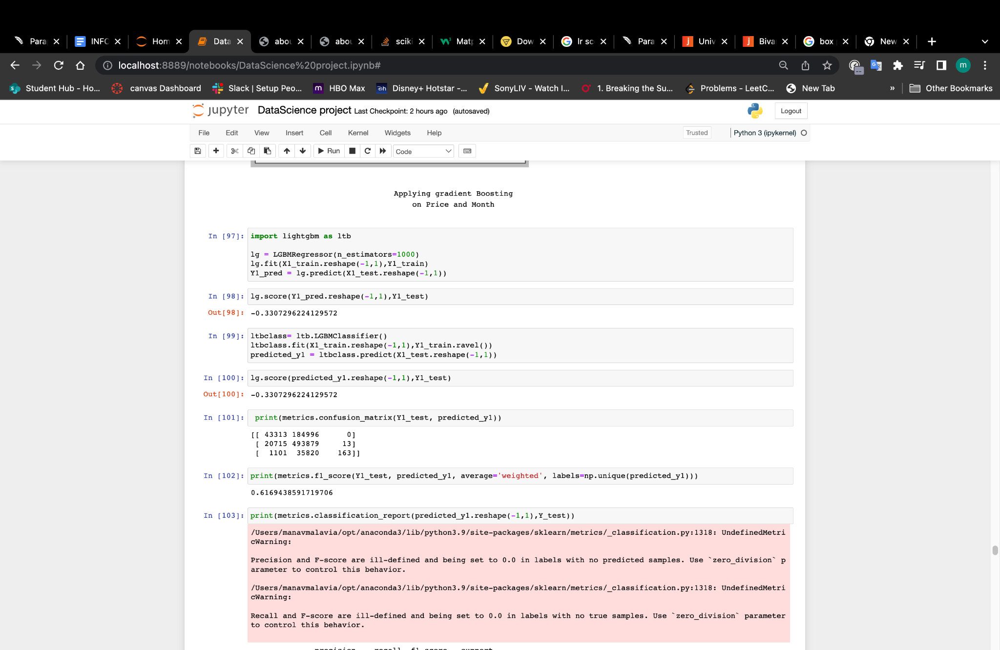 Para INFC Hom Data abou abou sciki Matp Dow lr sc Para Univ Biva box New
localhost:8889/notebooks/DataScience%20project.ipynb#
m
Student Hub - Ho... canvas Dashboard Slack | Setup Peo... HBO Max Disney+ Hotstar -... SonyLIV - Watch I... 1. Breaking the Su... Problems - LeetC... New Tab » Other Bookmarks
jupyter DataScience project Last Checkpoint: 2 hours ago (autosaved) Logout
File Edit View Insert Cell Kernel Widgets Help Trusted Python 3 (ipykernel)
Run Code
Applying gradient Boosting
on Price and Month
In [97]: import lightgbm as ltb
lg = LGBMRegressor(n_estimators=1000)
lg.fit(X1_train.reshape(-1,1),Y1_train)
Y1_pred = lg.predict(X1_test.reshape(-1,1))
In [98]: lg.score(Y1_pred.reshape(-1,1),Y1_test)
Out[98]: -0.3307296224129572
In [99]: ltbclass= ltb.LGBMClassifier()
ltbclass.fit(X1_train.reshape(-1,1),Y1_train.ravel())
predicted_y1 = ltbclass.predict(X1_test.reshape(-1,1))
In [100]: lg.score(predicted_y1.reshape(-1,1),Y1_test)
Out[100]: -0.3307296224129572
In [101]: print(metrics.confusion_matrix(Y1_test, predicted_y1))
[[ 43313 184996 0]
[ 20715 493879 13]
[ 1101 35820 163]]
In [102]: print(metrics.f1_score(Y1_test, predicted_y1, average='weighted', labels=np.unique(predicted_y1)))
0.6169438591719706
In [103]: print(metrics.classification_report(predicted_y1.reshape(-1,1),Y_test))
/Users/manavmalavia/opt/anaconda3/lib/python3.9/site-packages/sklearn/metrics/_classification.py:1318: UndefinedMetri
cWarning:
Precision and F-score are ill-defined and being set to 0.0 in labels with no predicted samples. Use `zero_division` p
arameter to control this behavior.
/Users/manavmalavia/opt/anaconda3/lib/python3.9/site-packages/sklearn/metrics/_classification.py:1318: UndefinedMetri
cWarning:
Recall and F-score are ill-defined and being set to 0.0 in labels with no true samples. Use `zero_division` parameter
to control this behavior.
precision recall f1-score support